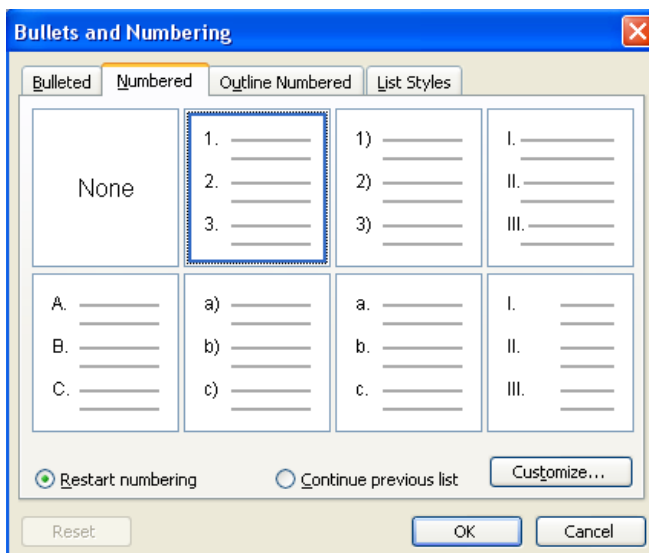 Bullets and Numbering
Bulleted Numbered Outline Numbered List Styles
None
1.
2.
3.
1)
2)
3)
I.
II.
III.
A.
B.
C.
a)
b)
c)
a.
b.
c.
I.
II.
III.
Restart numbering Continue previous list Customize...
Reset OK Cancel